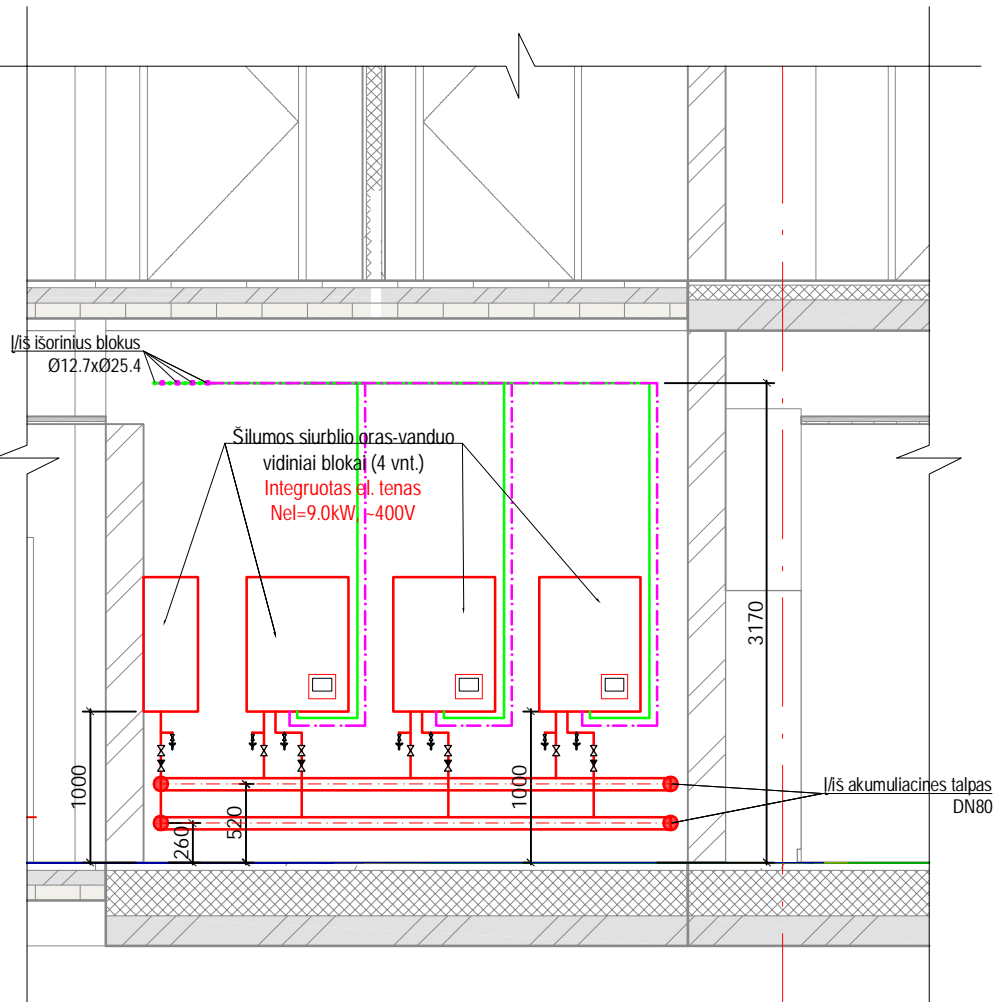 Į/iš išorinius blokus
Ø12.7xØ25.4
Šilumos siurblio oras-vanduo
vidiniai blokai (4 vnt.)
Integruotas el. tenas
Nel=9.0kW, ~400V
3170
1000
1000
520
260
Į/iš akumuliacines talpas
DN80